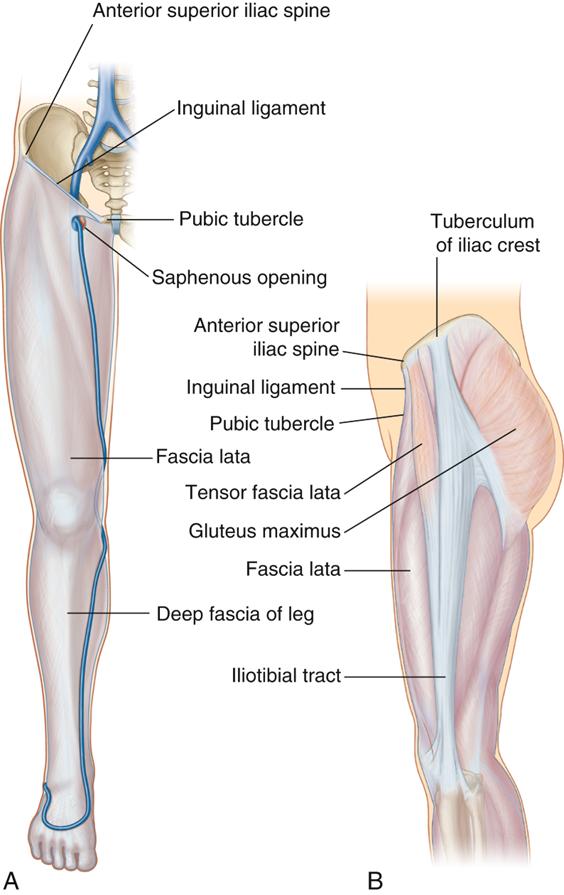 Anterior superior iliac spine
Inguinal ligament
Pubic tubercle
Saphenous opening
Fascia lata
Deep fascia of leg
A
Tuberculum
of iliac crest
Anterior superior
iliac spine
Inguinal ligament
Pubic tubercle
Tensor fascia lata
Gluteus maximus
Fascia lata
Iliotibial tract
B